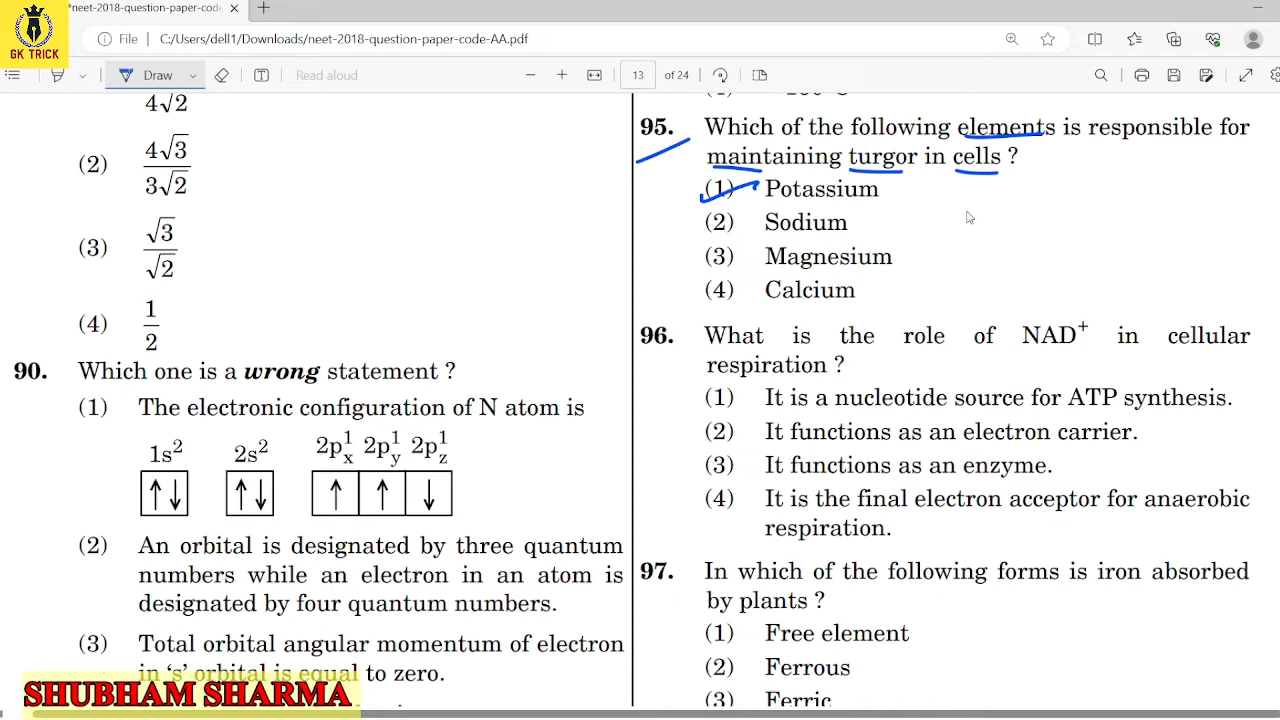 *neet-2018-question-paper-code
GK TRICK
File
C:/Users/dell1/Downloads/neet-2018-question-paper-code-AA.pdf
Draw
Read aloud
13
of 24
4√2
(2) 4√3
3√2
(3) √3
√2
(4) 1
2
90. Which one is a wrong statement ?
(1) The electronic configuration of N atom is
1s² 2s² 2p¹ₓ 2p¹ᵧ 2p¹_z
↑↓ ↑↓ ↑ ↑ ↓
(2) An orbital is designated by three quantum
numbers while an electron in an atom is
designated by four quantum numbers.
(3) Total orbital angular momentum of electron
in ‘s’ orbital is equal to zero.
SHUBHAM SHARMA
95. Which of the following elements is responsible for
maintaining turgor in cells ?
(1) Potassium
(2) Sodium
(3) Magnesium
(4) Calcium
96. What is the role of NAD⁺ in cellular
respiration ?
(1) It is a nucleotide source for ATP synthesis.
(2) It functions as an electron carrier.
(3) It functions as an enzyme.
(4) It is the final electron acceptor for anaerobic
respiration.
97. In which of the following forms is iron absorbed
by plants ?
(1) Free element
(2) Ferrous
(3) Ferric